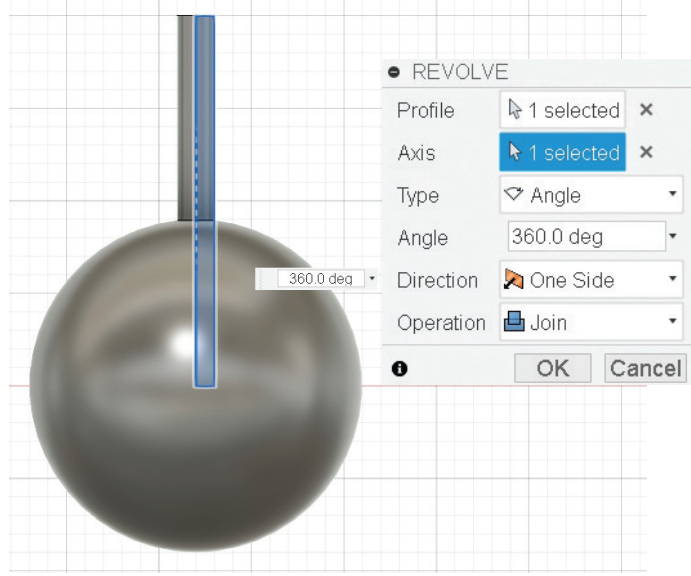 REVOLVE
Profile 1 selected ×
Axis 1 selected ×
Type Angle
Angle 360.0 deg
360.0 deg
Direction One Side
Operation Join
OK Cancel